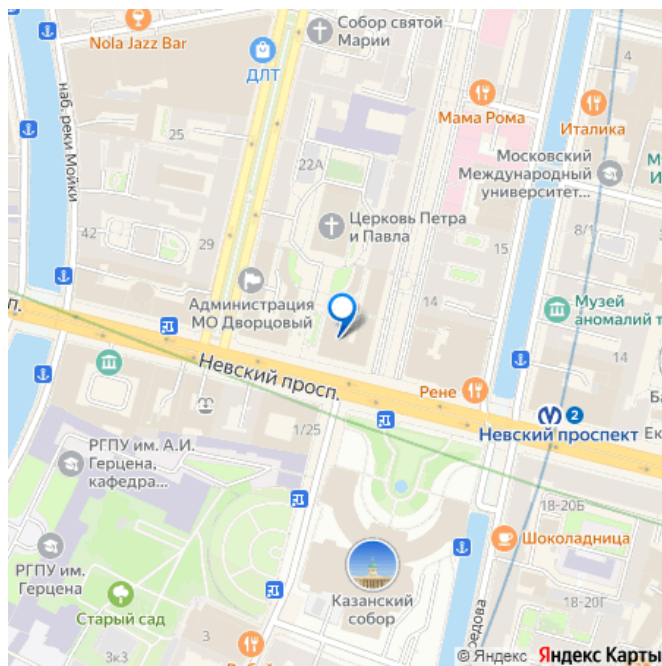 Nola Jazz Bar
Собор святой
Марии
ДЛТ
наб. реки Мойки
Мама Рома
Италика
25
22А
Московский
Международный
университет...
М
И
Церковь Петра
и Павла
42
29
15
8/1
Администрация
МО Дворцовый
14
Музей
аномалий т
14
п.
Невский просп.
Рене
Ба
2
Невский проспект
Ек
1/25
РГПУ им. А.И.
Герцена,
кафедра...
18-20Б
Шоколадница
РГПУ им.
Герцена
Старый сад
Казанский
собор
18-20Г
3
3к3
оедова
© Яндекс Яндекс Карты